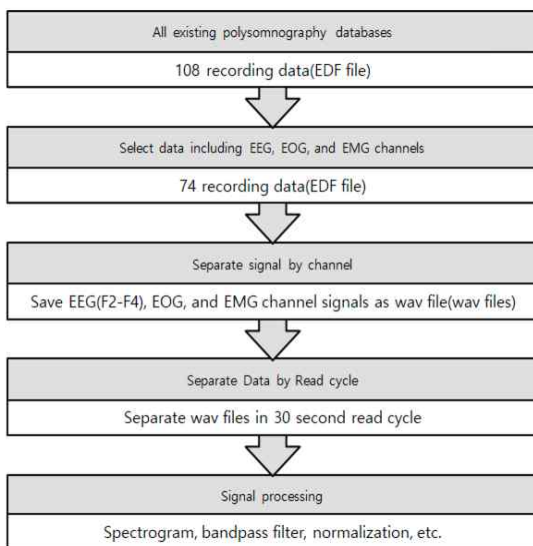 All existing polysomnography databases
108 recording data(EDF file)
Select data including EEG, EOG, and EMG channels
74 recording data(EDF file)
Separate signal by channel
Save EEG(F2-F4), EOG, and EMG channel signals as wav file(wav files)
Separate Data by Read cycle
Separate wav files in 30 second read cycle
Signal processing
Spectrogram, bandpass filter, normalization, etc.